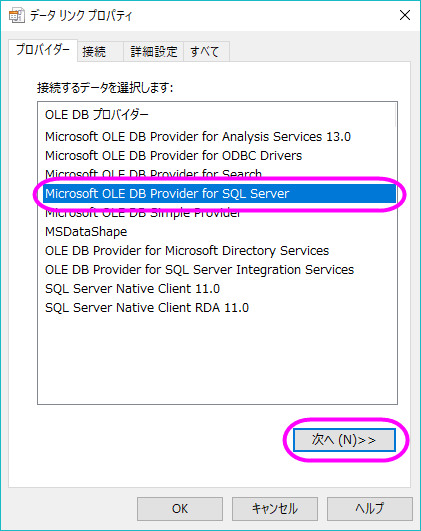 データ リンク プロパティ
プロバイダー 接続 詳細設定 すべて
接続するデータを選択します:
OLE DB プロバイダー
Microsoft OLE DB Provider for Analysis Services 13.0
Microsoft OLE DB Provider for ODBC Drivers
Microsoft OLE DB Provider for Search
Microsoft OLE DB Provider for SQL Server
Microsoft OLE DB Simple Provider
MSDataShape
OLE DB Provider for Microsoft Directory Services
OLE DB Provider for SQL Server Integration Services
SQL Server Native Client 11.0
SQL Server Native Client RDA 11.0
次へ (N)>>
OK キャンセル ヘルプ